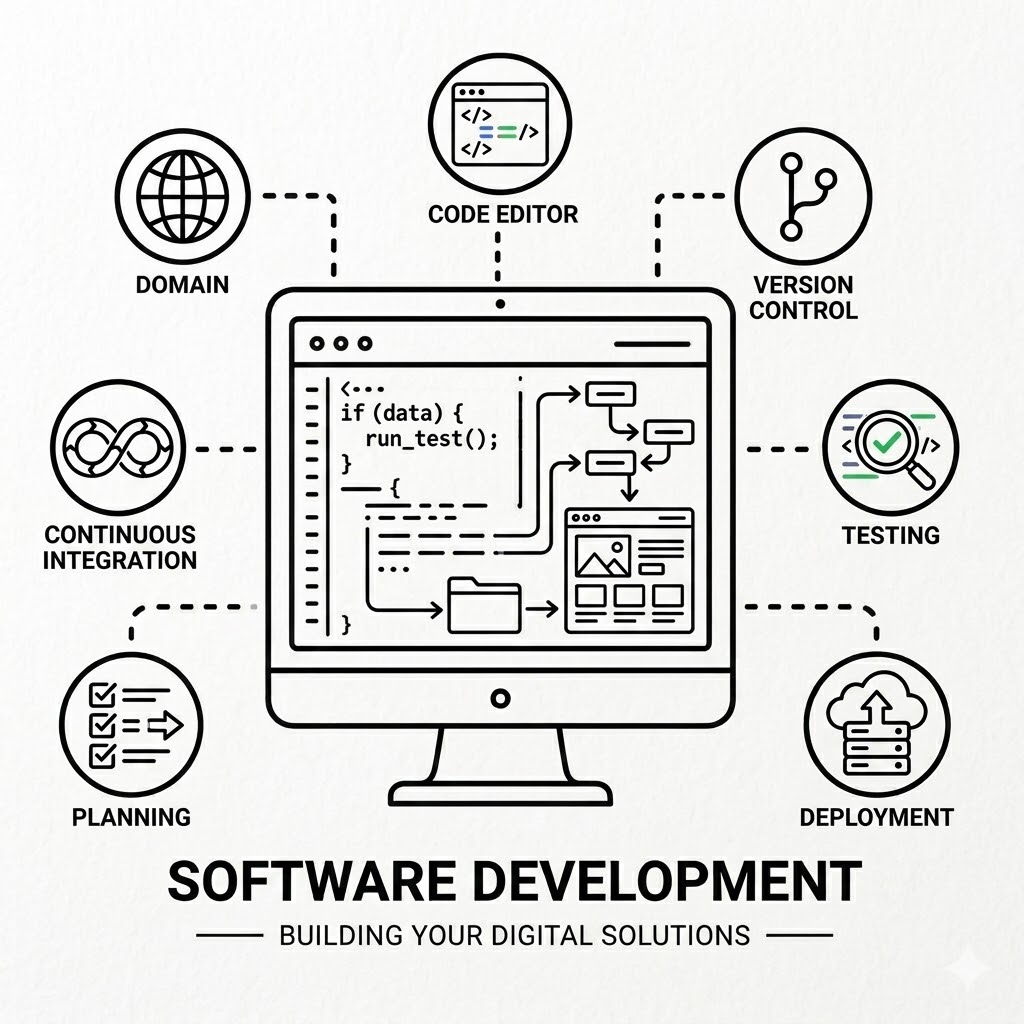 </>
= = />
</>
CODE EDITOR
DOMAIN
VERSION
CONTROL
<---
if (data) {
run_test();
}
— {
...
}
CONTINUOUS
INTEGRATION
< />
TESTING
PLANNING
DEPLOYMENT
SOFTWARE DEVELOPMENT
BUILDING YOUR DIGITAL SOLUTIONS